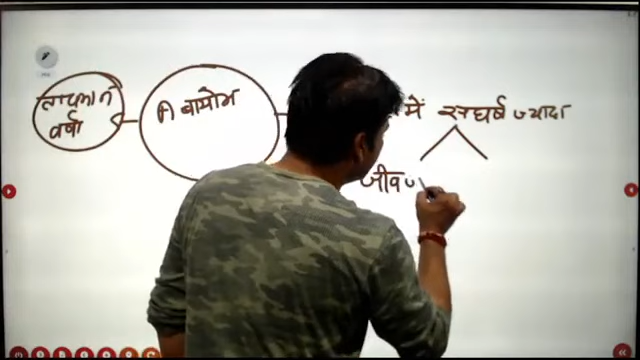 तापमान
वर्षा
(A) बायोम
में संघर्ष ज्यादा
जीव ज